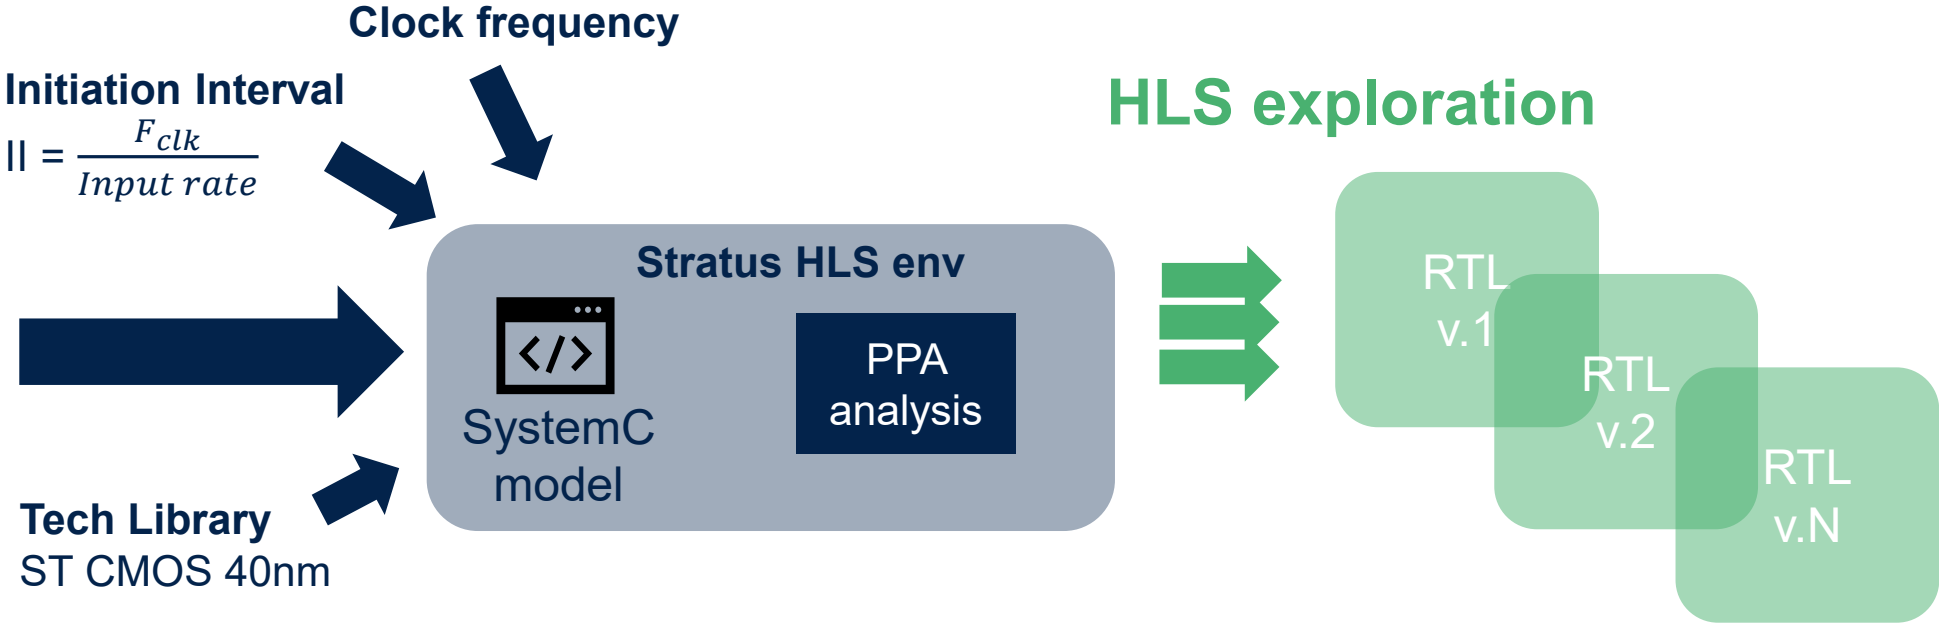 Clock frequency
Initiation Interval
II = F_clk / Input rate
Tech Library
ST CMOS 40nm
Stratus HLS env
SystemC
model
PPA
analysis
HLS exploration
RTL
v.1
RTL
v.2
RTL
v.N